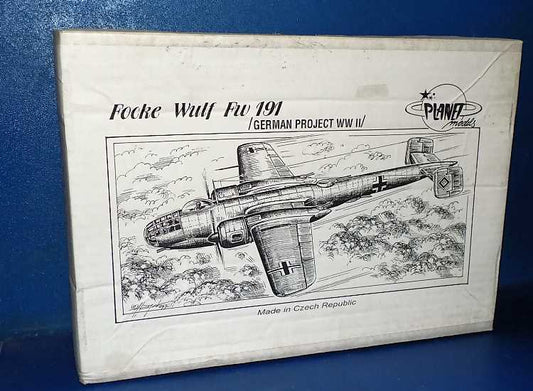 Focke Wulf Fw 191
/GERMAN PROJECT WW II/
PLANET
models
Made in Czech Republic